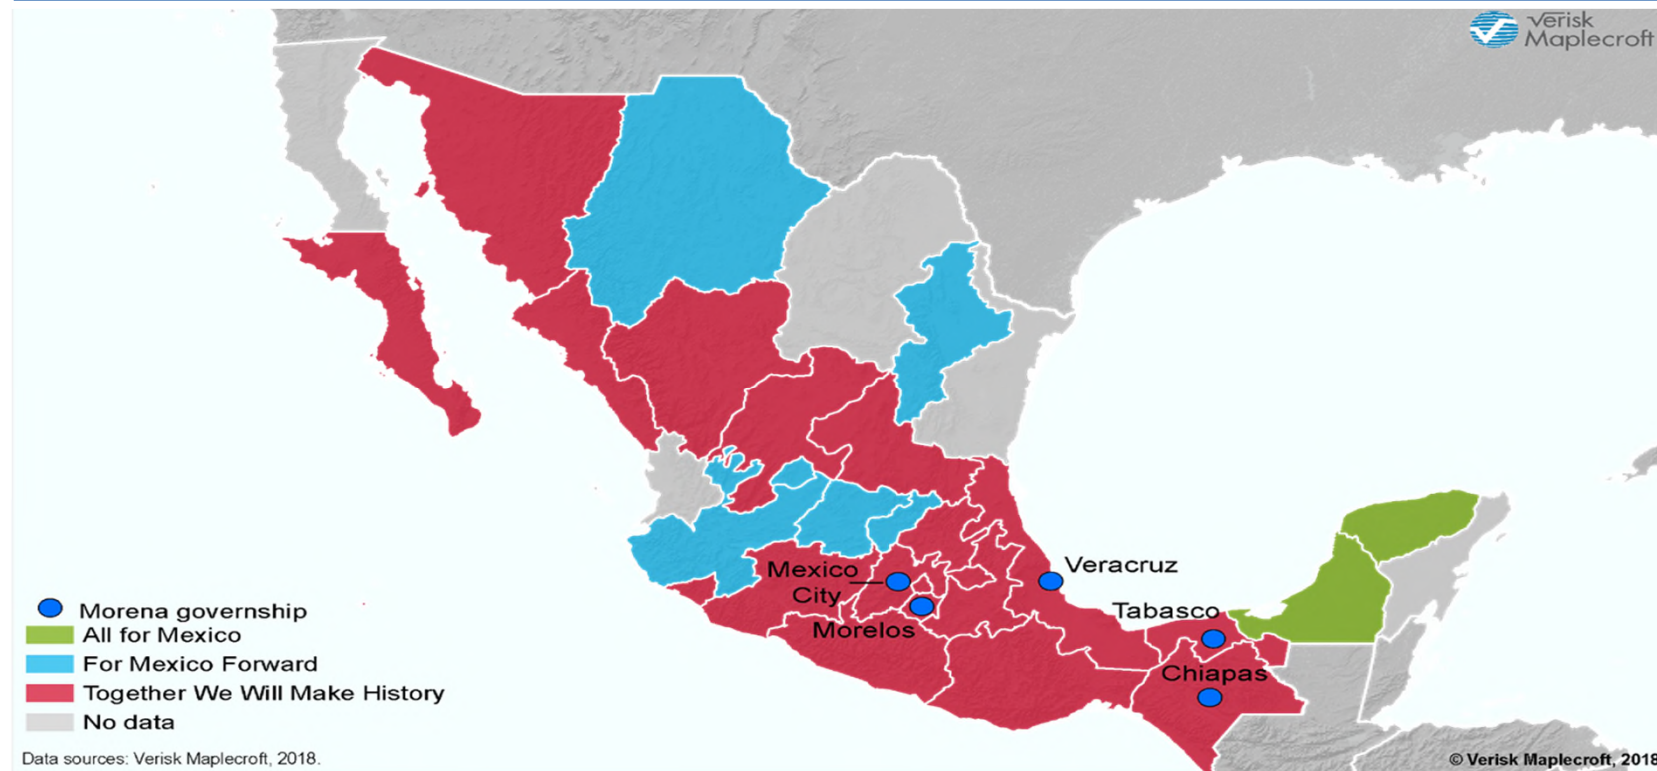 Verisk
Maplecroft
Veracruz
Mexico
City
Tabasco
Morelos
Chiapas
Morena governship
All for Mexico
For Mexico Forward
Together We Will Make History
No data
Data sources: Verisk Maplecroft, 2018.
© Verisk Maplecroft, 2018